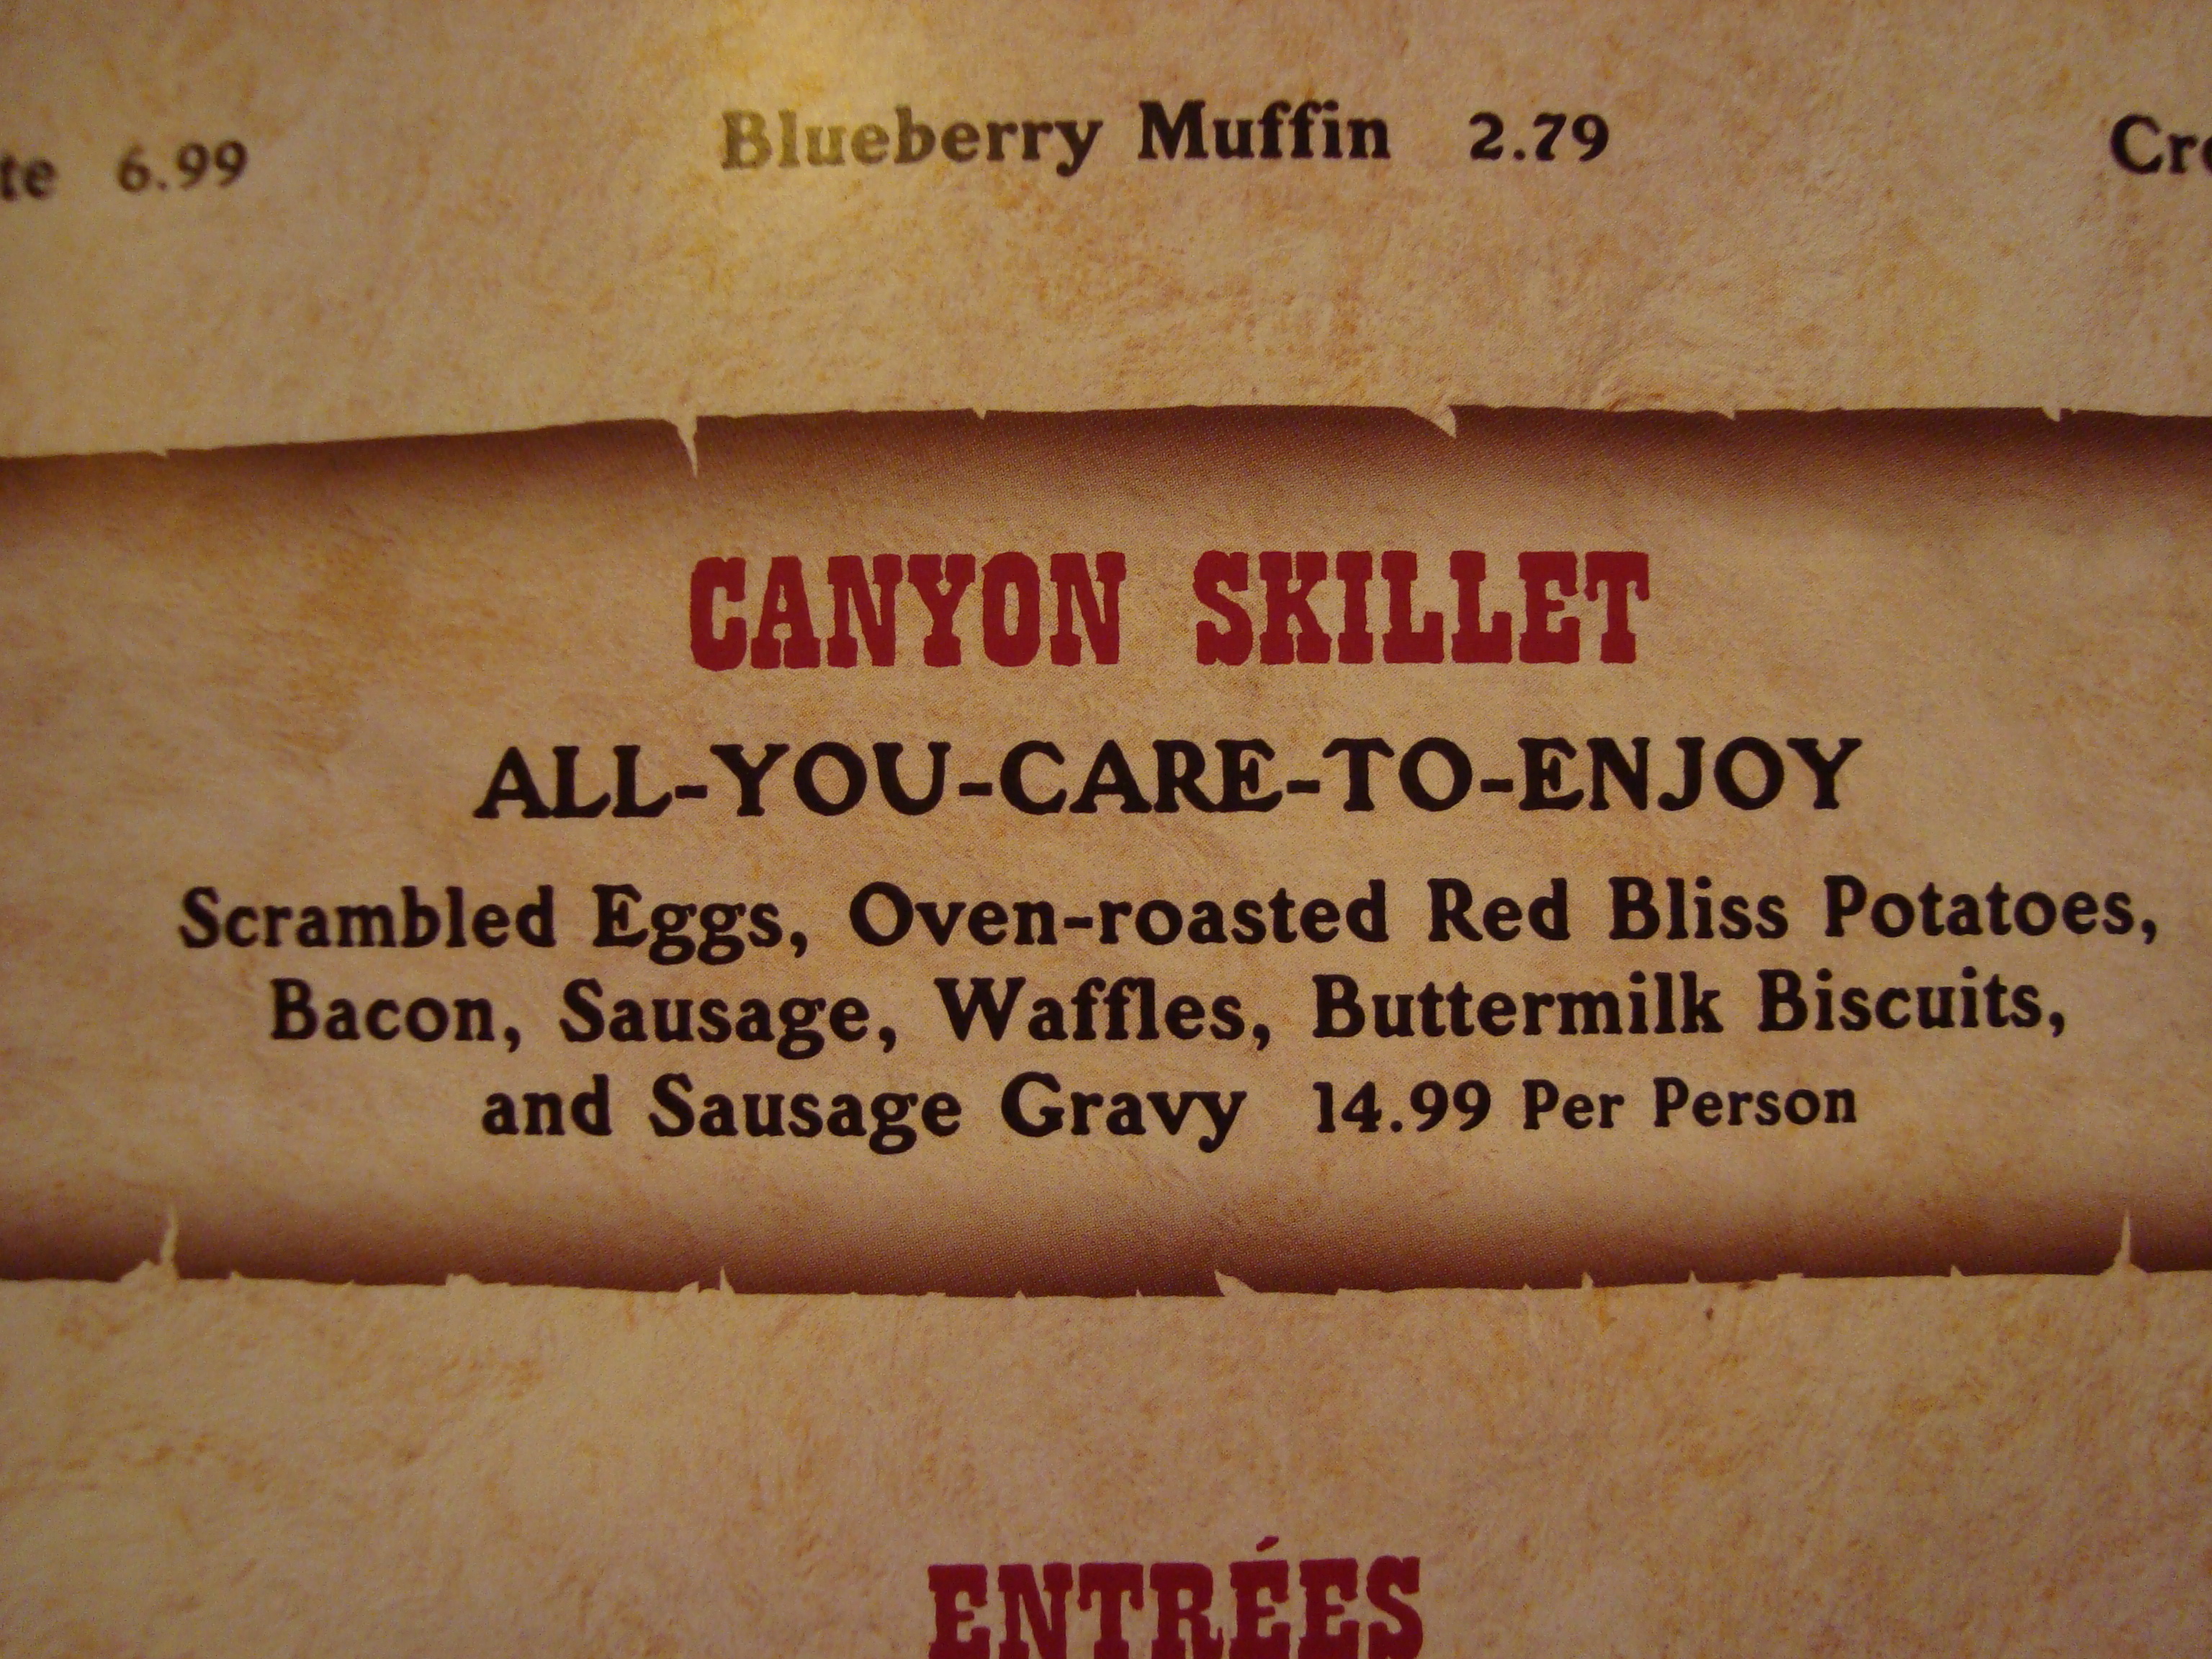 6.99 Blueberry Muffin 2.79
CANYON SKILLET
ALL-YOU-CARE-TO-ENJOY
Scrambled Eggs, Oven-roasted Red Bliss Potatoes,
Bacon, Sausage, Waffles, Buttermilk Biscuits,
and Sausage Gravy 14.99 Per Person
ENTRÉES